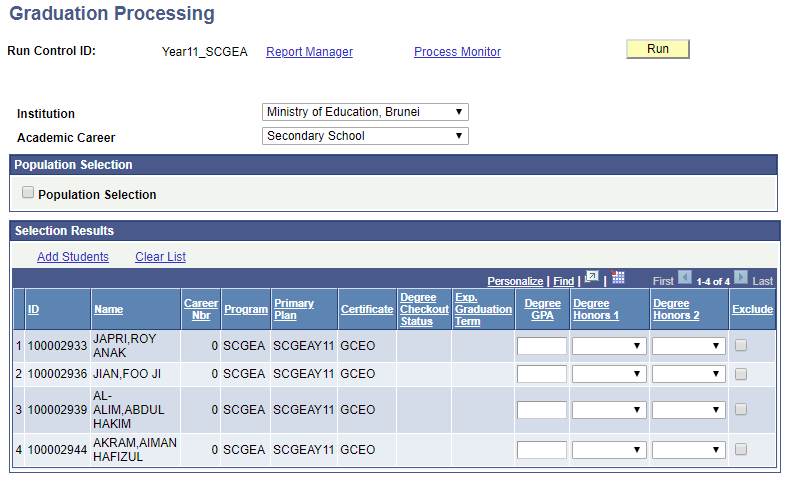 Graduation Processing
Run Control ID: Year11_SCGEA Report Manager Process Monitor Run
Institution Ministry of Education, Brunei
Academic Career Secondary School
Population Selection
Population Selection
Selection Results
Add Students Clear List
Personalize | Find | | First 1-4 of 4 Last
ID Name Career Nbr Program Primary Plan Certificate Degree Checkout Status Exp. Graduation Term Degree GPA Degree Honors 1 Degree Honors 2 Exclude
1 100002933 JAPRI,ROY ANAK 0 SCGEA SCGEAY11 GCEO
2 100002936 JIAN,FOO JI 0 SCGEA SCGEAY11 GCEO
3 100002939 AL-ALIM,ABDUL HAKIM 0 SCGEA SCGEAY11 GCEO
4 100002944 AKRAM,AIMAN HAFIZUL 0 SCGEA SCGEAY11 GCEO